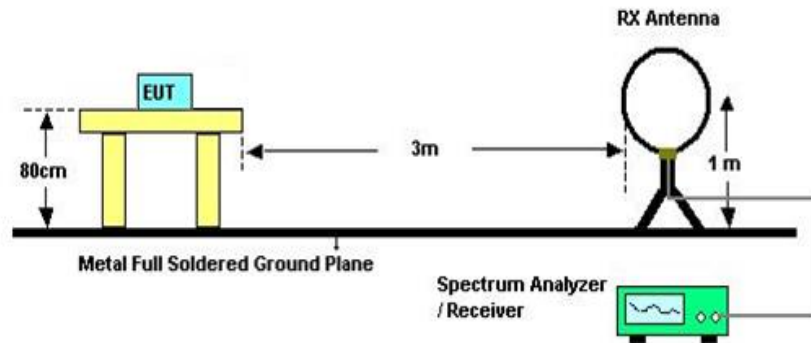 RX Antenna
EUT
3m
80cm
1 m
Metal Full Soldered Ground Plane
Spectrum Analyzer
/ Receiver